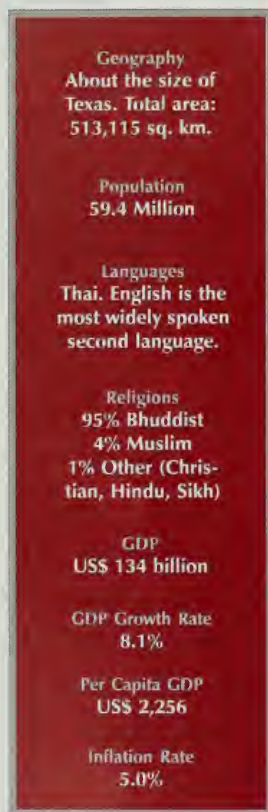 Geography
About the size of
Texas. Total area:
513,115 sq. km.
Population
59.4 Million
Languages
Thai. English is the
most widely spoken
second language.
Religions
95% Bhuddist
4% Muslim
1% Other (Chris-
tian, Hindu, Sikh)
GDP
US$ 134 billion
GDP Growth Rate
8.1%
Per Capita GDP
US$ 2,256
Inflation Rate
5.0%